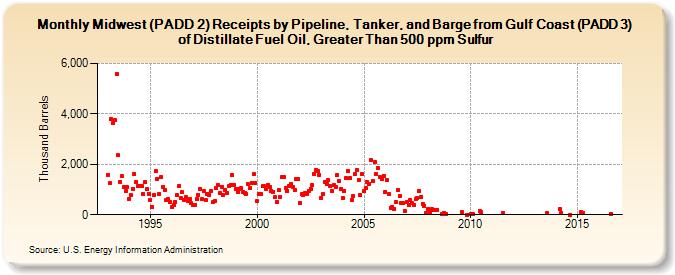 Monthly Midwest (PADD 2) Receipts by Pipeline, Tanker, and Barge from Gulf Coast (PADD 3)
of Distillate Fuel Oil, Greater Than 500 ppm Sulfur
Thousand Barrels
6,000
4,000
2,000
0
1995
2000
2005
2010
2015
Source: U.S. Energy Information Administration